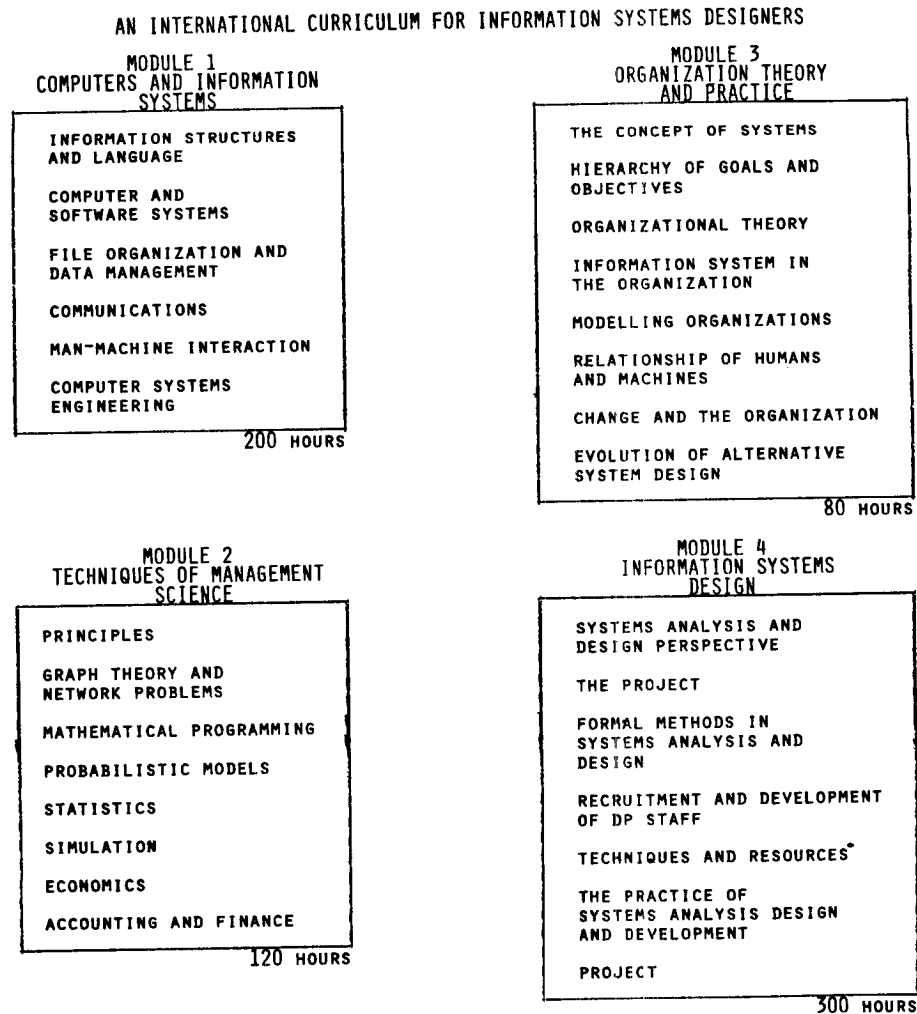 AN INTERNATIONAL CURRICULUM FOR INFORMATION SYSTEMS DESIGNERS
MODULE 1
COMPUTERS AND INFORMATION
SYSTEMS
INFORMATION STRUCTURES
AND LANGUAGE
COMPUTER AND
SOFTWARE SYSTEMS
FILE ORGANIZATION AND
DATA MANAGEMENT
COMMUNICATIONS
MAN-MACHINE INTERACTION
COMPUTER SYSTEMS
ENGINEERING
200 HOURS
MODULE 2
TECHNIQUES OF MANAGEMENT
SCIENCE
PRINCIPLES
GRAPH THEORY AND
NETWORK PROBLEMS
MATHEMATICAL PROGRAMMING
PROBABILISTIC MODELS
STATISTICS
SIMULATION
ECONOMICS
ACCOUNTING AND FINANCE
120 HOURS
MODULE 3
ORGANIZATION THEORY
AND PRACTICE
THE CONCEPT OF SYSTEMS
HIERARCHY OF GOALS AND
OBJECTIVES
ORGANIZATIONAL THEORY
INFORMATION SYSTEM IN
THE ORGANIZATION
MODELLING ORGANIZATIONS
RELATIONSHIP OF HUMANS
AND MACHINES
CHANGE AND THE ORGANIZATION
EVOLUTION OF ALTERNATIVE
SYSTEM DESIGN
80 HOURS
MODULE 4
INFORMATION SYSTEMS
DESIGN
SYSTEMS ANALYSIS AND
DESIGN PERSPECTIVE
THE PROJECT
FORMAL METHODS IN
SYSTEMS ANALYSIS AND
DESIGN
RECRUITMENT AND DEVELOPMENT
OF DP STAFF
TECHNIQUES AND RESOURCES
THE PRACTICE OF
SYSTEMS ANALYSIS DESIGN
AND DEVELOPMENT
PROJECT
300 HOURS